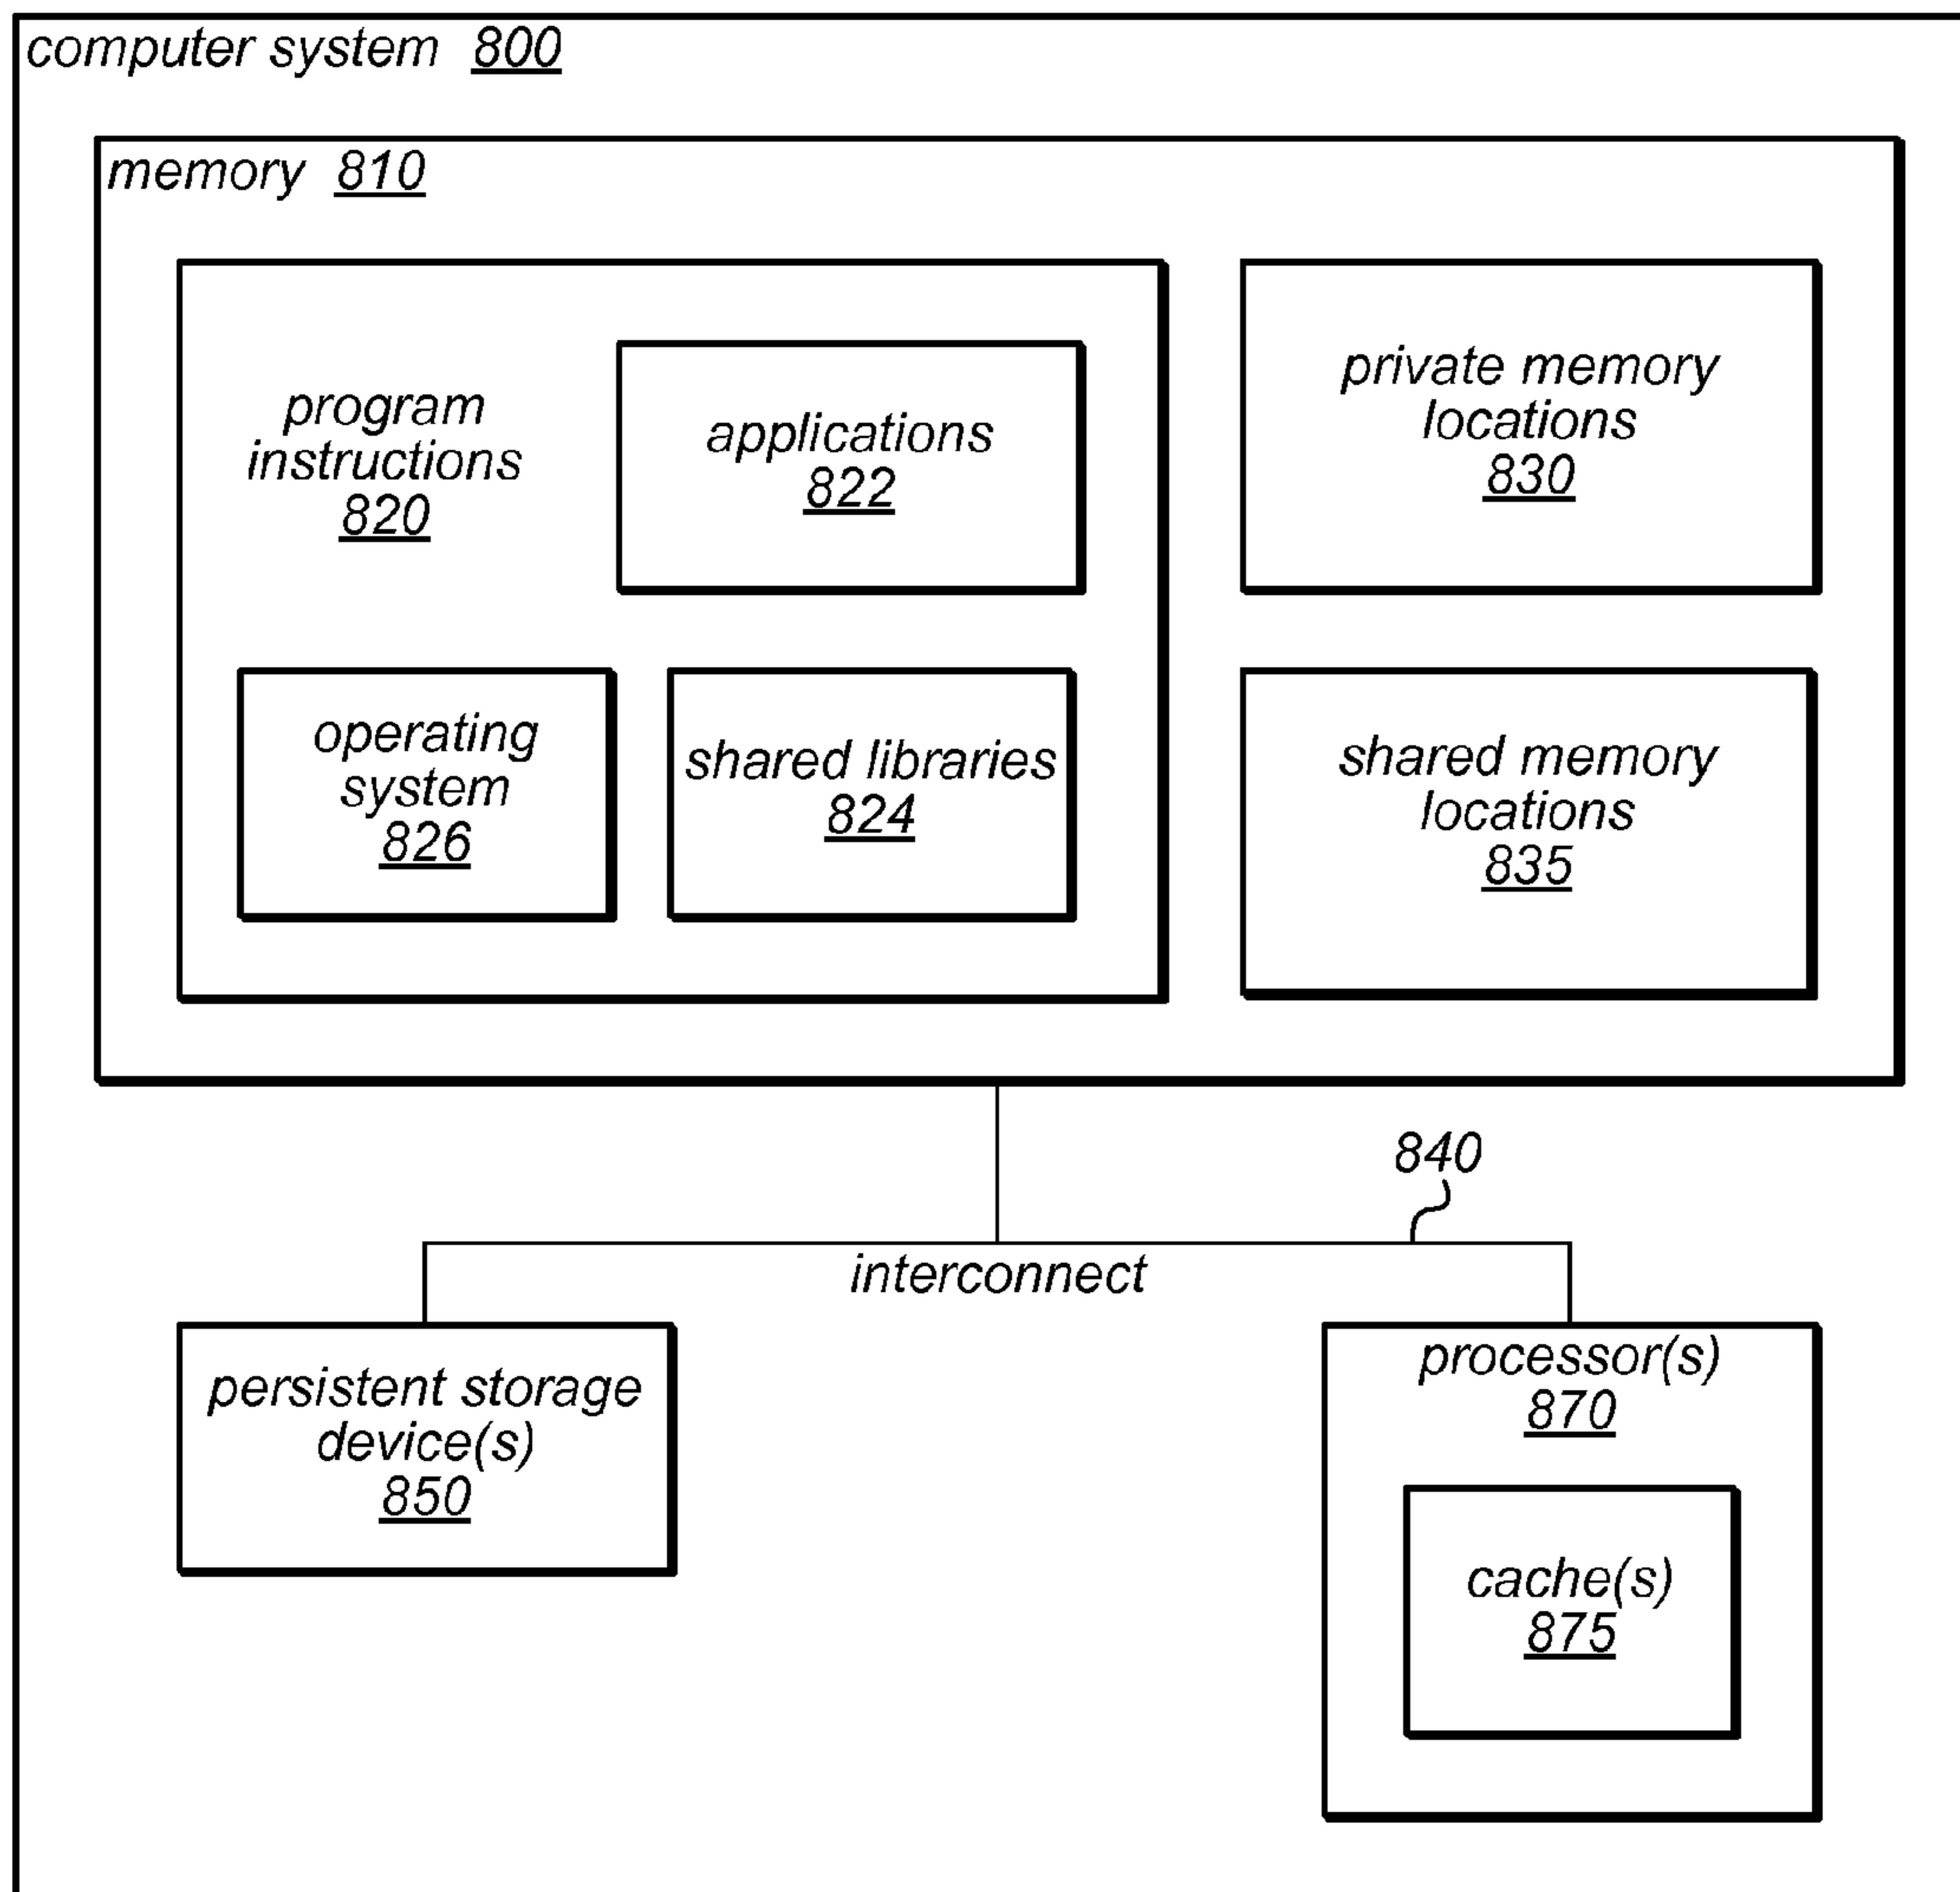 computer system 800
memory 810
program
instructions
820
applications
822
private memory
locations
830
operating
system
826
shared libraries
824
shared memory
locations
835
840
interconnect
persistent storage
device(s)
850
processor(s)
870
cache(s)
875